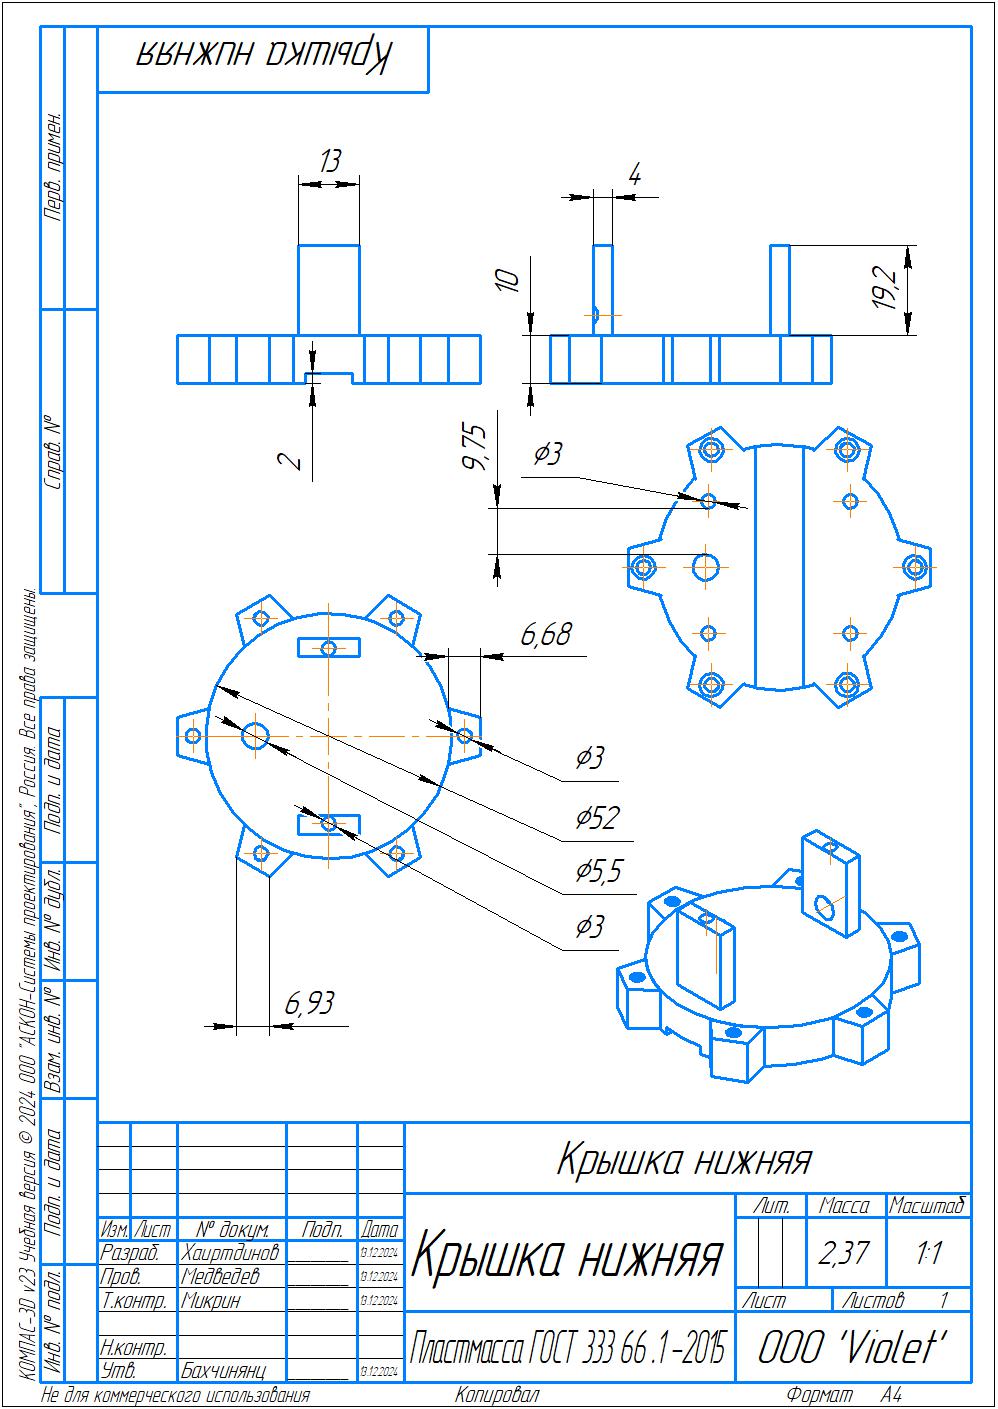 Крышка нижняя
Перв. примен.
Справ. №
Подп. и дата
Инв. № дубл.
Взам. инв. №
Подп. и дата
Инв. № подл.
КОМПАС-3D v23 Учебная версия © 2024 ООО "АСКОН-Системы проектирования", Россия. Все права защищены.
13
4
10
19,2
2
9,75
⌀3
6,68
⌀3
⌀52
⌀5,5
⌀3
6,93
Крышка нижняя
Изм. Лист № докум. Подп. Дата
Разраб. Хаиртдинов 13.12.2024
Пров. Медведев 13.12.2024
Т.контр. Микрин 13.12.2024
Н.контр.
Утв. Бахчинянц 13.12.2024
Крышка нижняя
Лит. Масса Масштаб
2,37 1:1
Лист Листов 1
Пластмасса ГОСТ 333 66 .1-2015
ООО 'Violet'
Не для коммерческого использования Копировал Формат А4